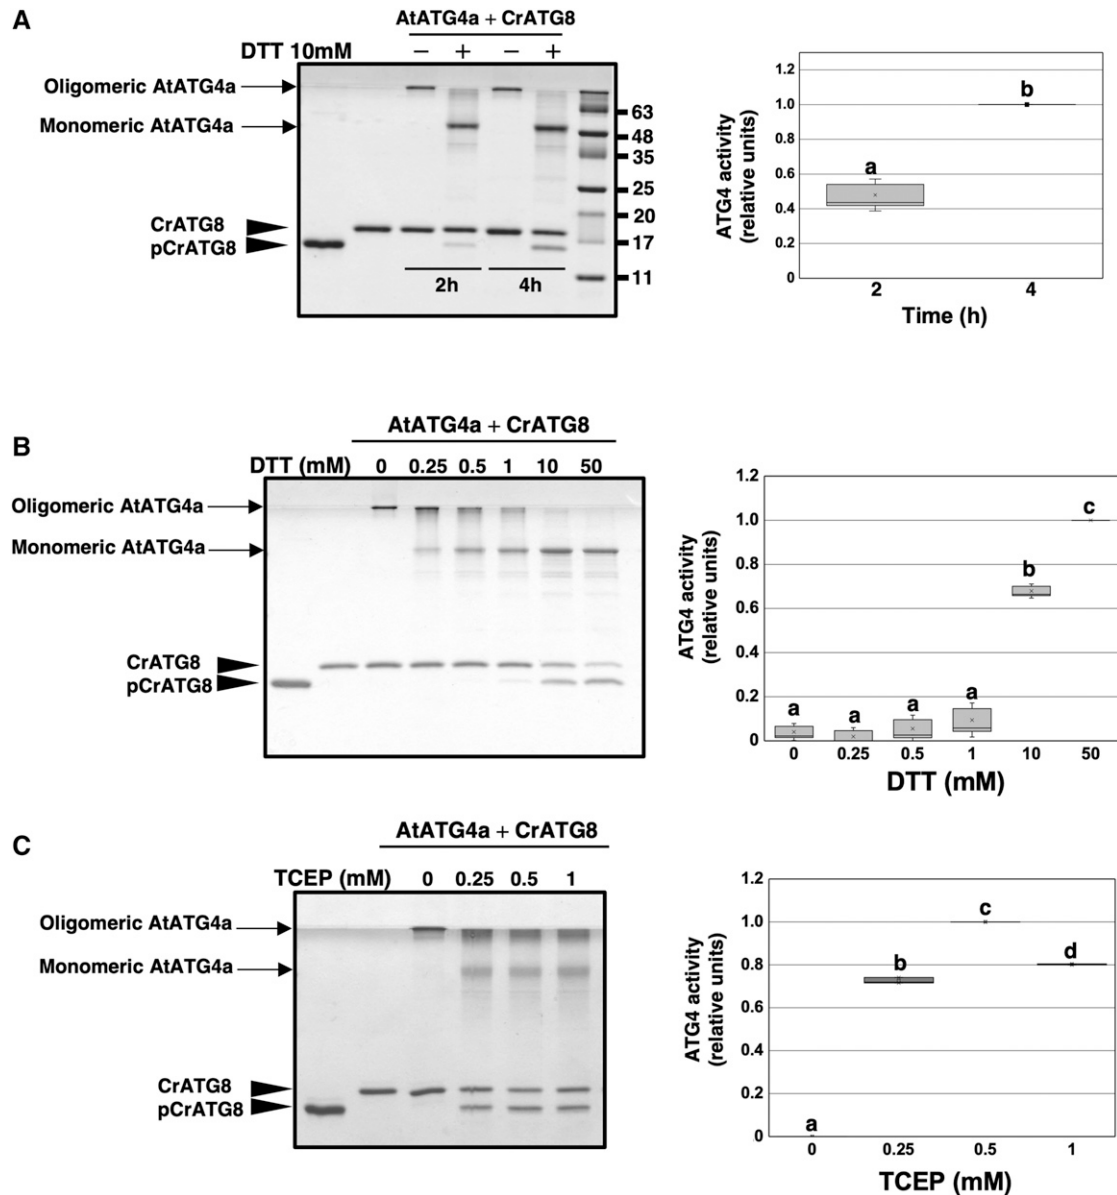 A
AtATG4a + CrATG8
DTT 10mM − + − +
Oligomeric AtATG4a
Monomeric AtATG4a
63
48
35
25
20
17
11
CrATG8
pCrATG8
2h 4h
ATG4 activity
(relative units)
1.2
1.0
0.8
0.6
0.4
0.2
0
a
b
2 4
Time (h)
B
AtATG4a + CrATG8
DTT (mM) 0 0.25 0.5 1 10 50
Oligomeric AtATG4a
Monomeric AtATG4a
CrATG8
pCrATG8
ATG4 activity
(relative units)
1.2
1.0
0.8
0.6
0.4
0.2
0
a a a a b c
0 0.25 0.5 1 10 50
DTT (mM)
C
AtATG4a + CrATG8
TCEP (mM) 0 0.25 0.5 1
Oligomeric AtATG4a
Monomeric AtATG4a
CrATG8
pCrATG8
ATG4 activity
(relative units)
1.2
1.0
0.8
0.6
0.4
0.2
0
a b c d
0 0.25 0.5 1
TCEP (mM)